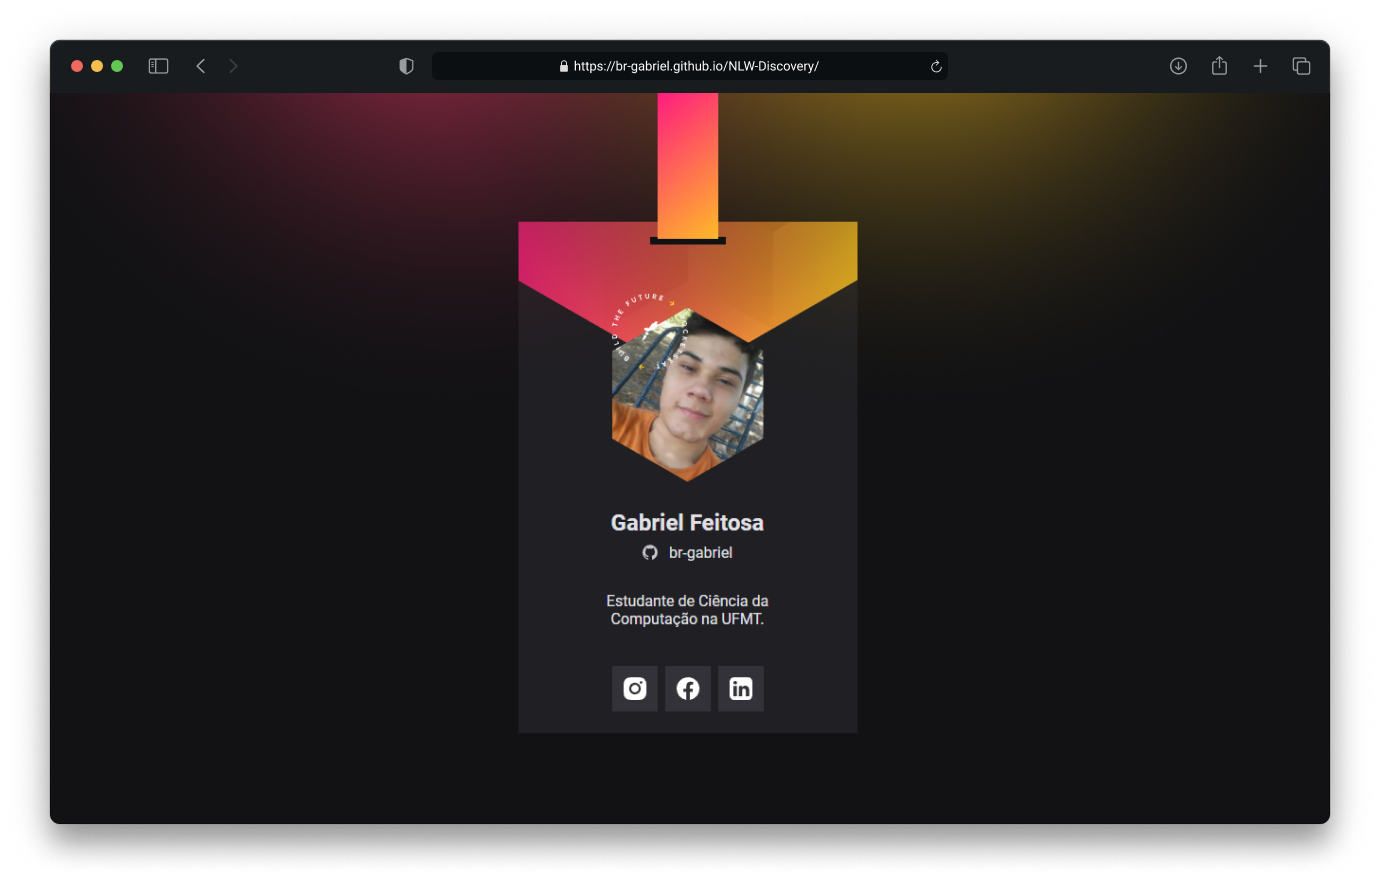 https://br-gabriel.github.io/NLW-Discovery/
BUILD THE FUTURE
ROCKETSEAT
Gabriel Feitosa
br-gabriel
Estudante de Ciência da
Computação na UFMT.